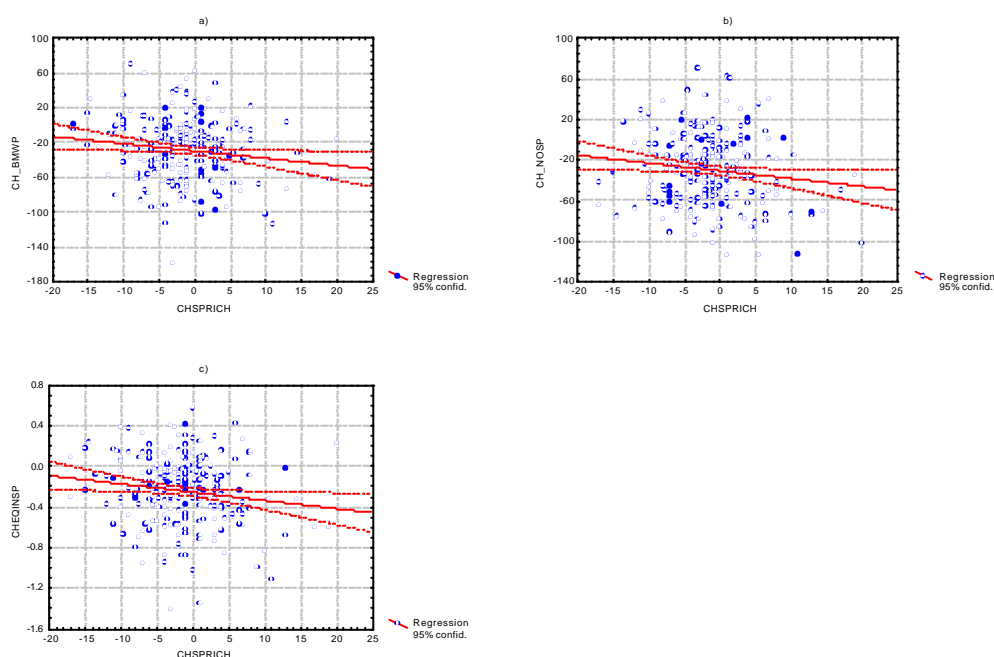 a)
100
60
20
-20
-60
-100
-140
-180
CH_BMWP
-20 -15 -10 -5 0 5 10 15 20 25
CHSPRICH
Regression
95% confid.
b)
100
60
20
-20
-60
-100
-140
CH_NOSP
-20 -15 -10 -5 0 5 10 15 20 25
CHSPRICH
Regression
95% confid.
c)
0.8
0.4
0.0
-0.4
-0.8
-1.2
-1.6
CHEQINSP
-20 -15 -10 -5 0 5 10 15 20 25
CHSPRICH
Regression
95% confid.